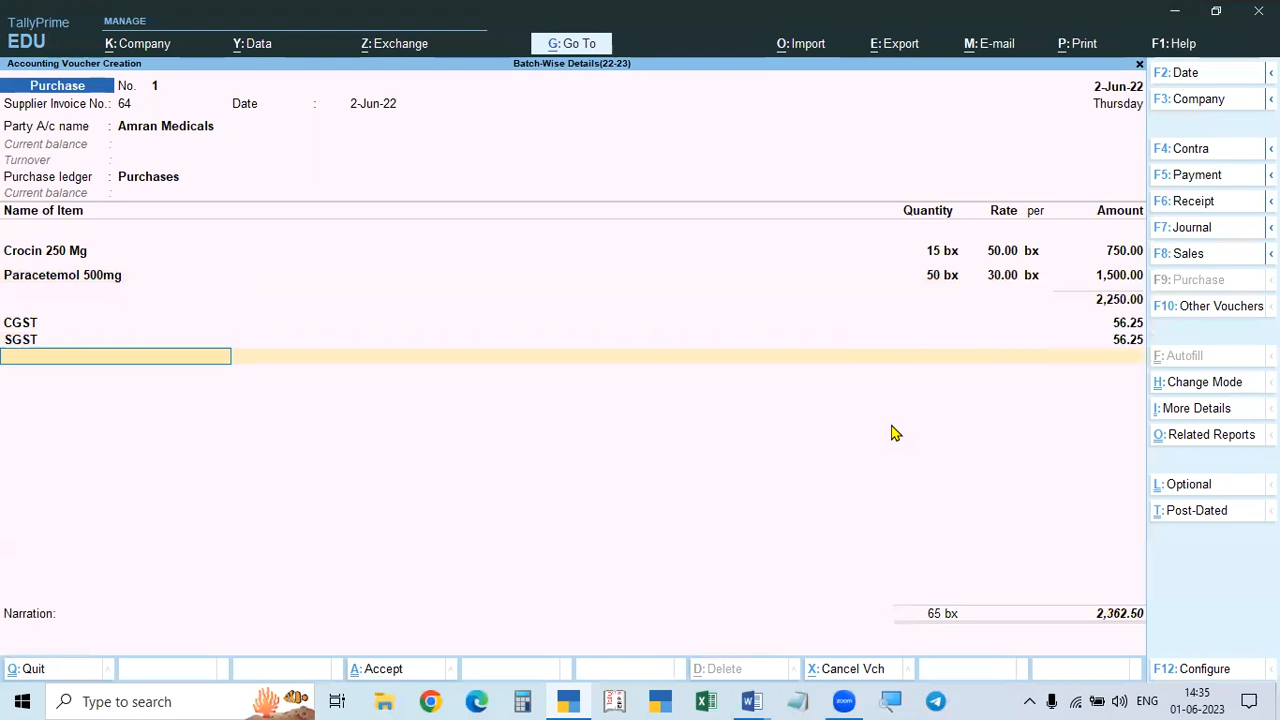 TallyPrime
EDU
MANAGE
K: Company
Y: Data
Z: Exchange
G: Go To
O: Import
E: Export
M: E-mail
P: Print
F1: Help
Accounting Voucher Creation
Batch-Wise Details(22-23)
Purchase No. 1
2-Jun-22
Supplier Invoice No.: 64 Date : 2-Jun-22
Thursday
Party A/c name : Amran Medicals
Current balance :
Turnover :
Purchase ledger : Purchases
Current balance :
Name of Item Quantity Rate per Amount
Crocin 250 Mg 15 bx 50.00 bx 750.00
Paracetemol 500mg 50 bx 30.00 bx 1,500.00
2,250.00
CGST 56.25
SGST 56.25
Narration: 65 bx 2,362.50
F2: Date
F3: Company
F4: Contra
F5: Payment
F6: Receipt
F7: Journal
F8: Sales
F9: Purchase
F10: Other Vouchers
F: Autofill
H: Change Mode
I: More Details
O: Related Reports
L: Optional
T: Post-Dated
Q: Quit
A: Accept
D: Delete
X: Cancel Vch
F12: Configure
Type to search
ENG
14:35
01-06-2023